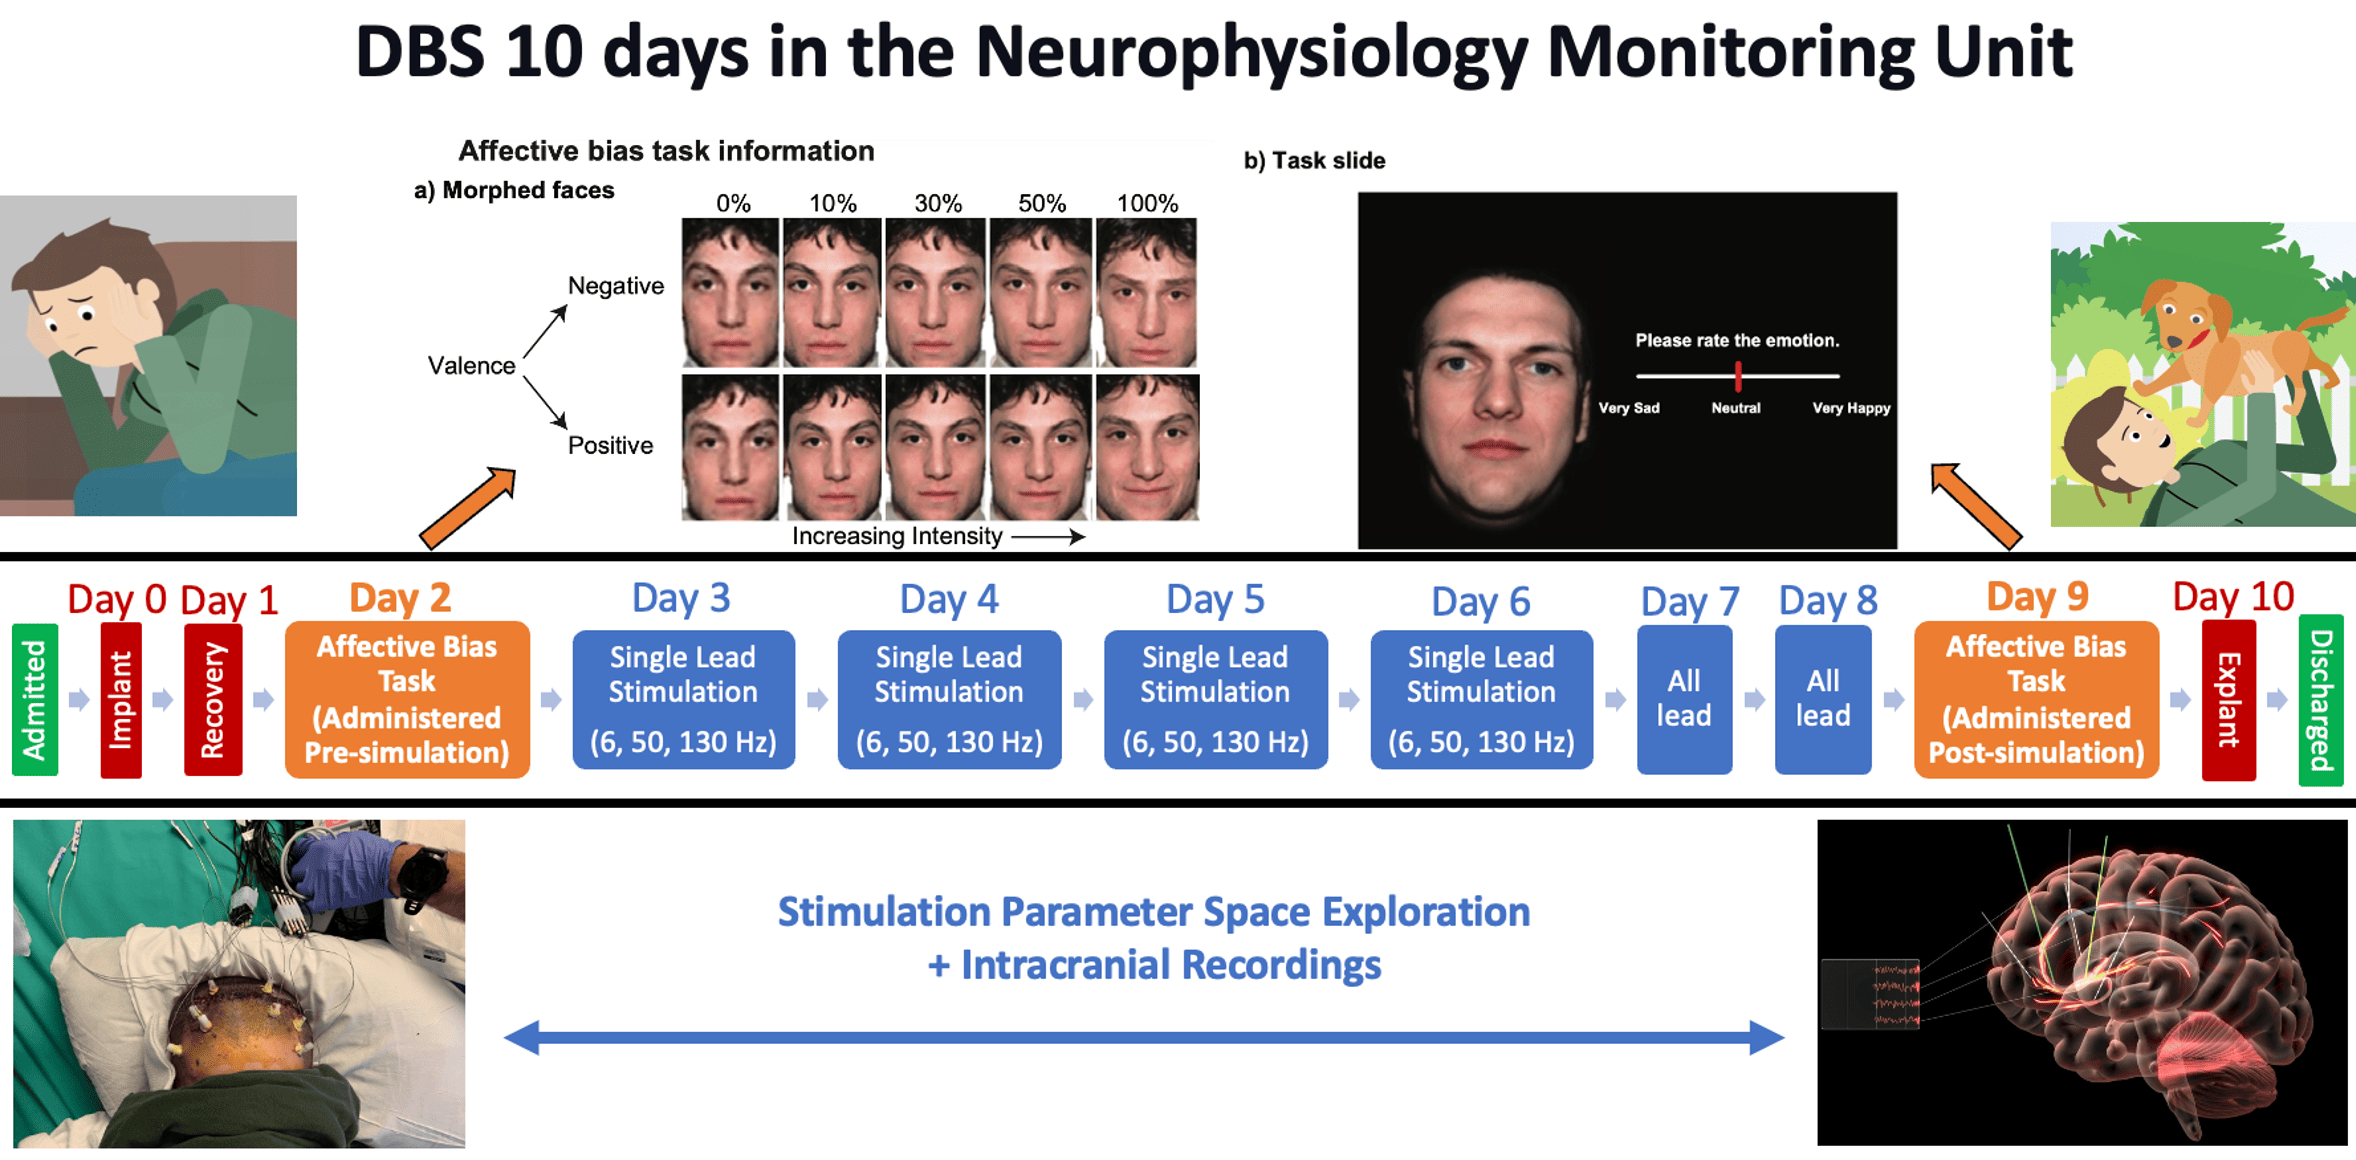 DBS 10 days in the Neurophysiology Monitoring Unit
Affective bias task information
a) Morphed faces
0% 10% 30% 50% 100%
Negative
Valence
Positive
Increasing Intensity
b) Task slide
Please rate the emotion.
Very Sad Neutral Very Happy
Admitted
Day 0
Implant
Day 1
Recovery
Day 2
Affective Bias
Task
(Administered
Pre-simulation)
Day 3
Single Lead
Stimulation
(6, 50, 130 Hz)
Day 4
Single Lead
Stimulation
(6, 50, 130 Hz)
Day 5
Single Lead
Stimulation
(6, 50, 130 Hz)
Day 6
Single Lead
Stimulation
(6, 50, 130 Hz)
Day 7
All
lead
Day 8
All
lead
Day 9
Affective Bias
Task
(Administered
Post-simulation)
Day 10
Explant
Discharged
Stimulation Parameter Space Exploration
+ Intracranial Recordings